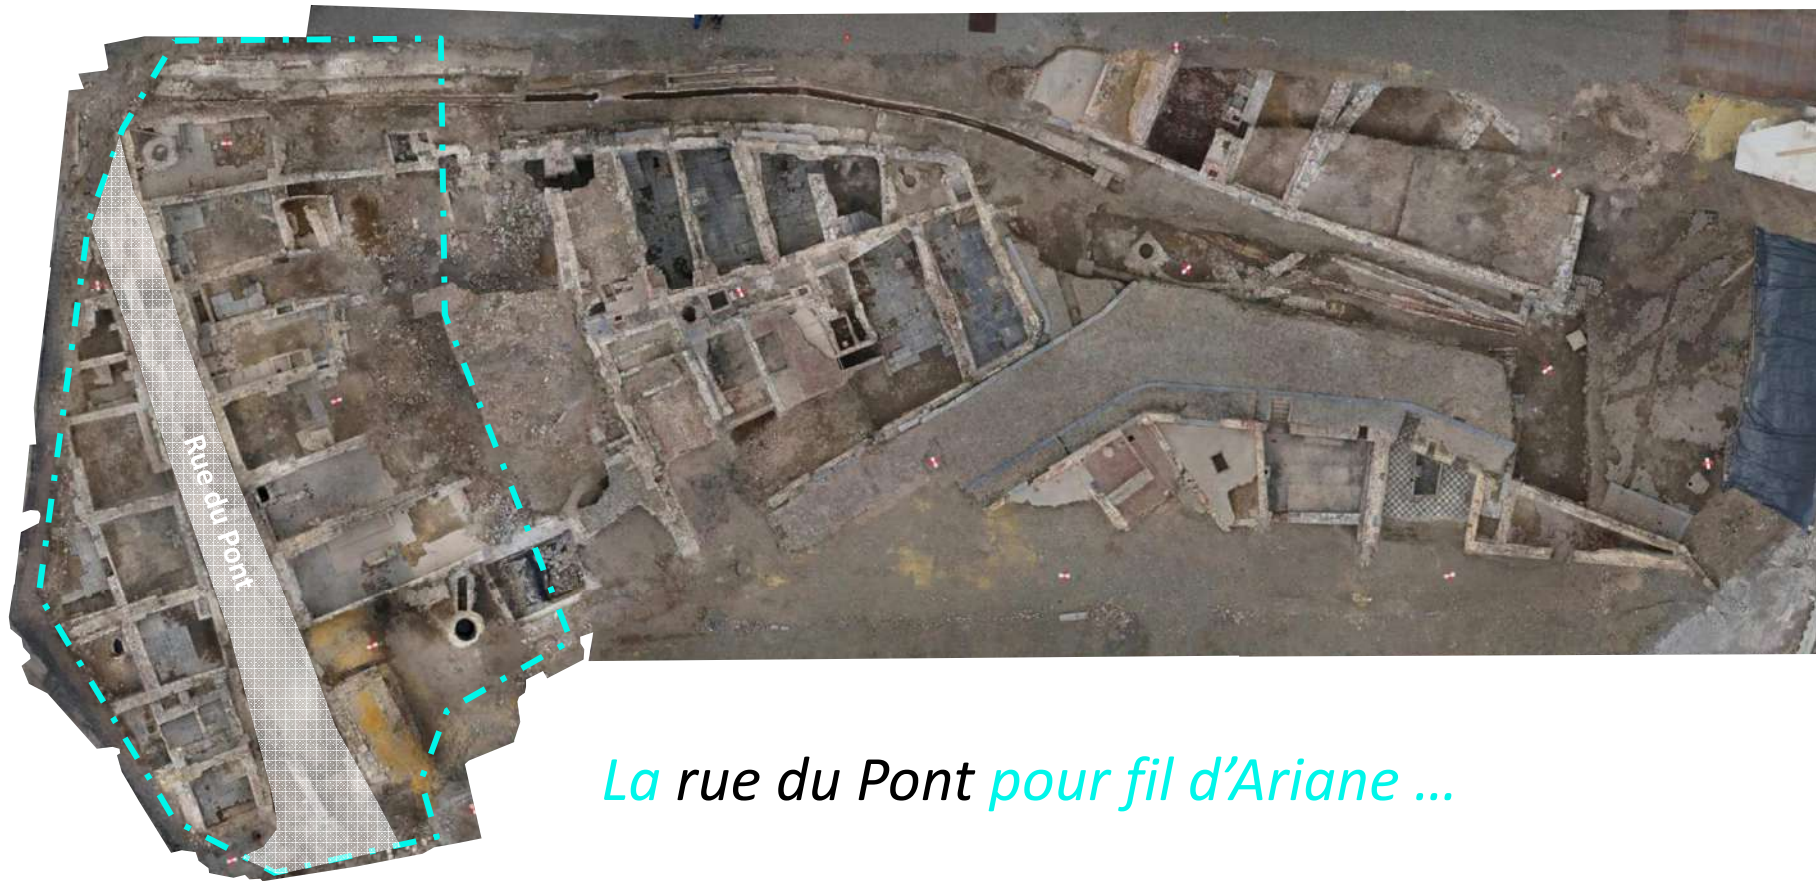 Rue du Pont
La rue du Pont pour fil d’Ariane ...